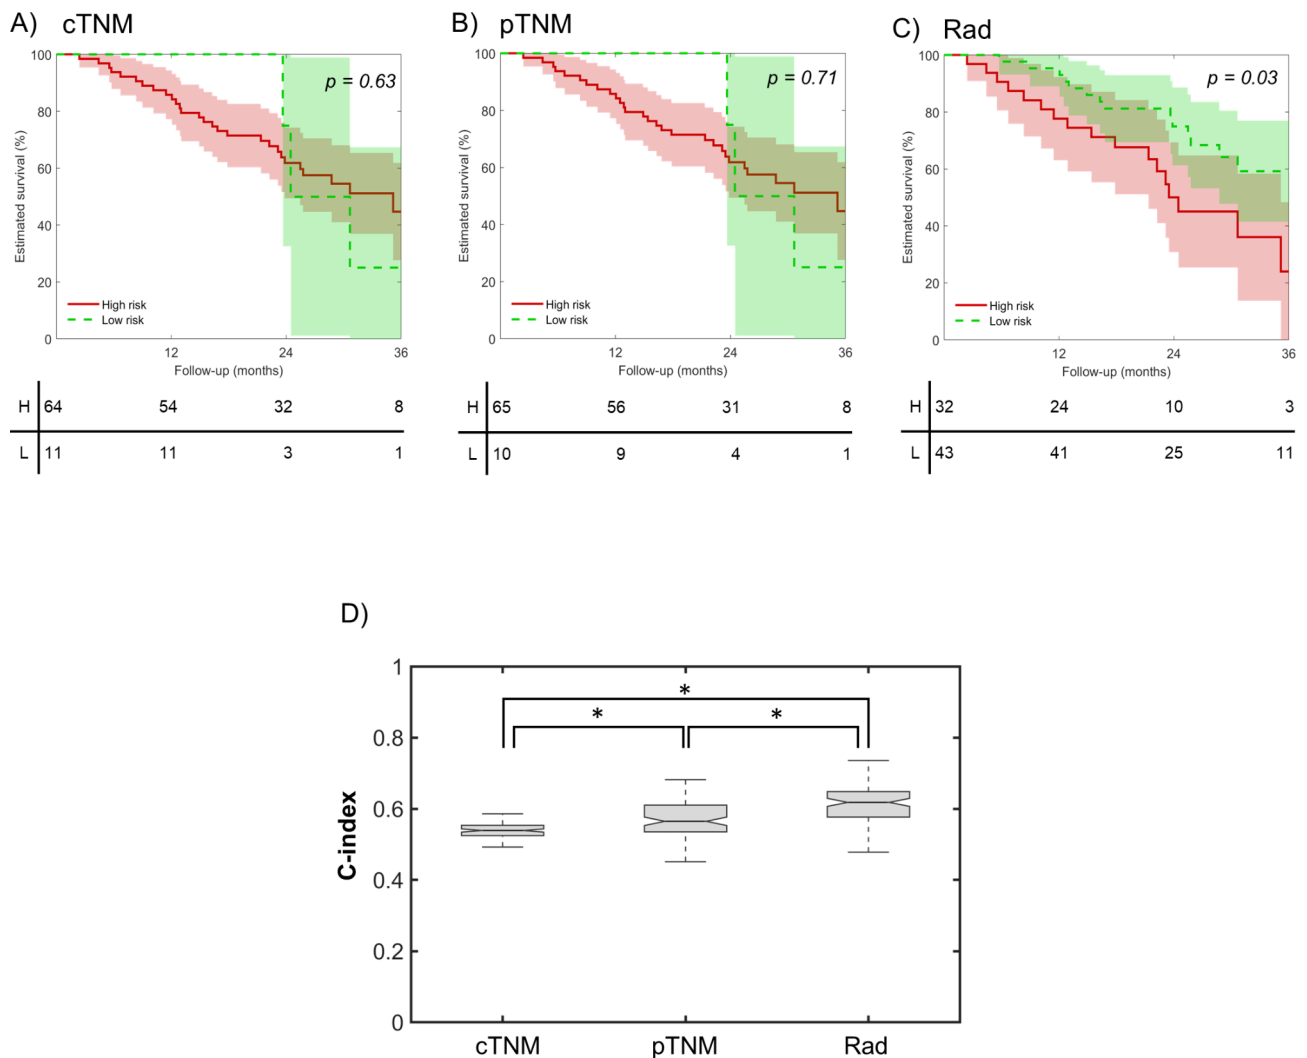 A) cTNM
100
80
60
40
20
0
Estimated survival (%)
p = 0.63
High risk
Low risk
12 24 36
Follow-up (months)
H 64 54 32 8
L 11 11 3 1
B) pTNM
100
80
60
40
20
0
Estimated survival (%)
p = 0.71
High risk
Low risk
12 24 36
Follow-up (months)
H 65 56 31 8
L 10 9 4 1
C) Rad
100
80
60
40
20
0
Estimated survival (%)
p = 0.03
High risk
Low risk
12 24 36
Follow-up (months)
H 32 24 10 3
L 43 41 25 11
D)
1
0.8
0.6
0.4
0.2
0
C-index
*
* *
cTNM pTNM Rad